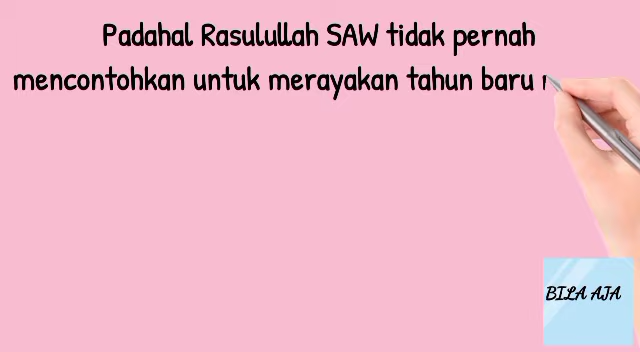 Padahal Rasulullah SAW tidak pernah
mencontohkan untuk merayakan tahun baru
BILA AJA